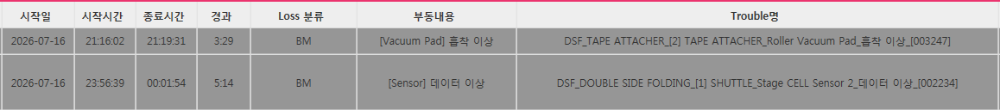 시작일 시작시간 종료시간 경과 Loss 분류 부동내용 Trouble명
2026-07-16 21:16:02 21:19:31 3:29 BM [Vacuum Pad] 흡착 이상 DSF_TAPE ATTACHER_[2] TAPE ATTACHER_Roller Vacuum Pad_흡착 이상_[003247]
2026-07-16 23:56:39 00:01:54 5:14 BM [Sensor] 데이터 이상 DSF_DOUBLE SIDE FOLDING_[1] SHUTTLE_Stage CELL Sensor 2_데이터 이상_[002234]